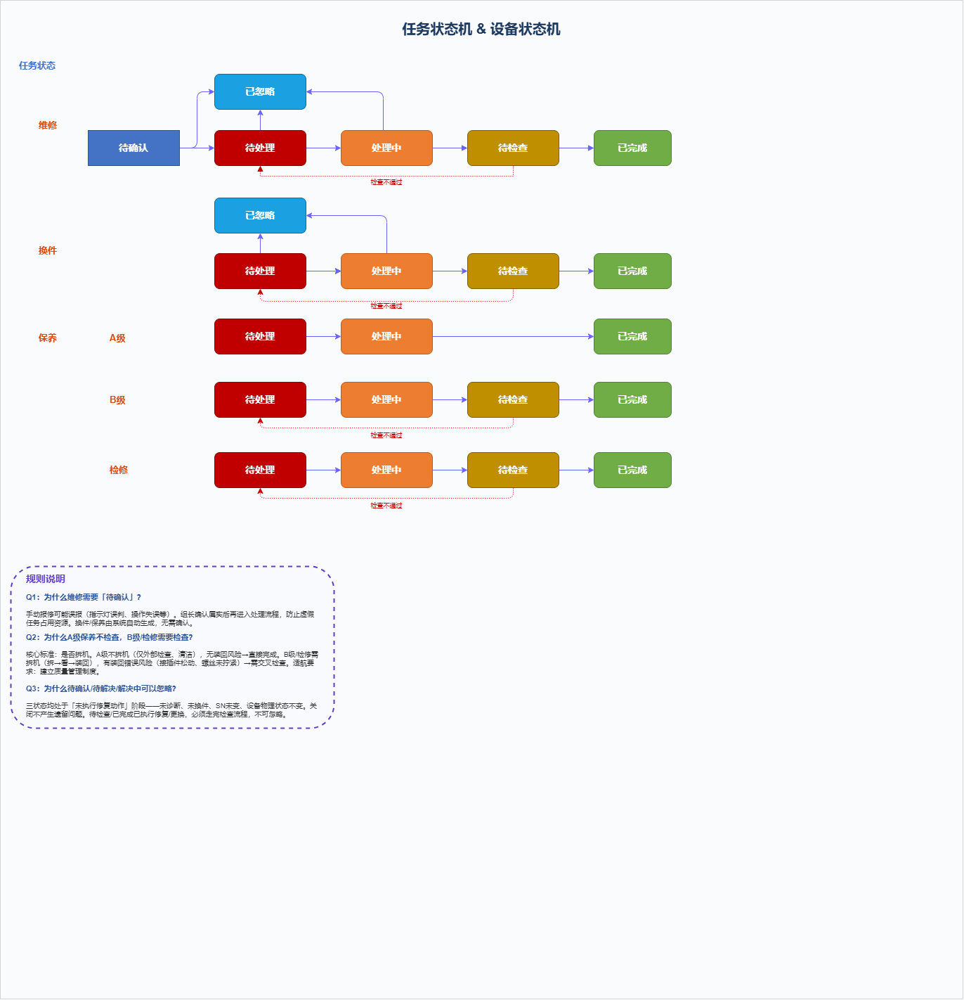 任务状态机 & 设备状态机
任务状态
已忽略
维修
待确认
待处理
处理中
待检查
已完成
检查不通过
已忽略
换件
待处理
处理中
待检查
已完成
检查不通过
保养
A级
待处理
处理中
已完成
B级
待处理
处理中
待检查
已完成
检查不通过
检修
待处理
处理中
待检查
已完成
检查不通过
规则说明
Q1：为什么维修需要「待确认」？
手动报修可能误报（指示灯误判、操作失误等）。组长确认属实后再进入处理流程，防止虚假
任务占用资源。换件/保养由系统自动生成，无需确认。
Q2：为什么A级保养不检查，B级/检修需要检查?
核心标准：是否拆机。A级不拆机（仅外部检查、清洁），无装回风险→直接完成。B级/检修需
拆机（拆→看→装回），有装回错误风险（接插件松动、螺丝未拧紧）→需交叉检查。适航要
求：建立质量管理制度。
Q3：为什么待确认/待解决/解决中可以忽略?
三状态均处于「未执行修复动作」阶段——未诊断、未换件、SN未变、设备物理状态不变。关
闭不产生遗留问题。待检查/已完成已执行修复/更换，必须走完检查流程，不可忽略。